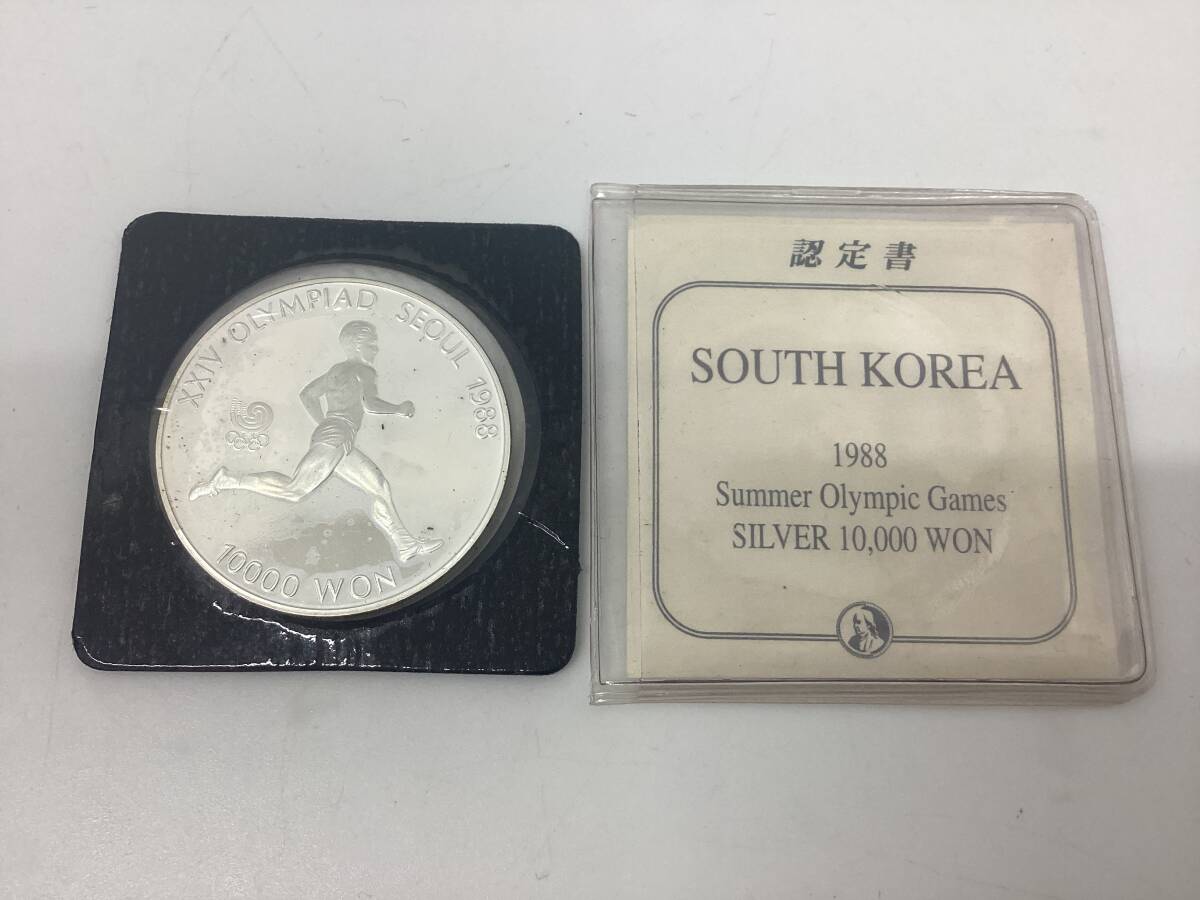 XXIV · OLYMPIAD SEOUL 1988
10000 WON
認定書
SOUTH KOREA
1988
Summer Olympic Games
SILVER 10,000 WON